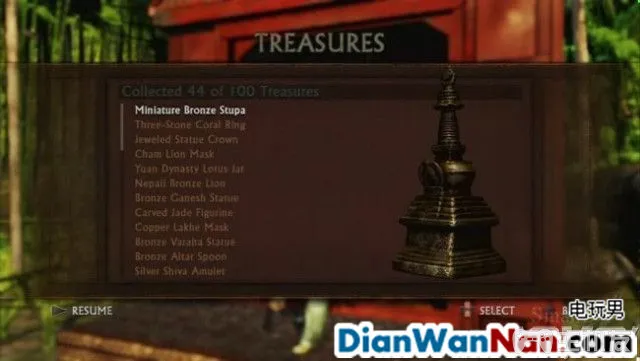 TREASURES
Collected 44 of 100 Treasures
Miniature Bronze Stupa
Three-Stone Coral Ring
Jeweled Statue Crown
Cham Lion Mask
Yuan Dynasty Lotus Jar
Nepali Bronze Lion
Bronze Ganesh Statue
Carved Jade Figurine
Copper Lakhe Mask
Bronze Varaha Statue
Bronze Altar Spoon
Silver Shiva Amulet
RESUME
SELECT
电玩男
DianWanNan.com